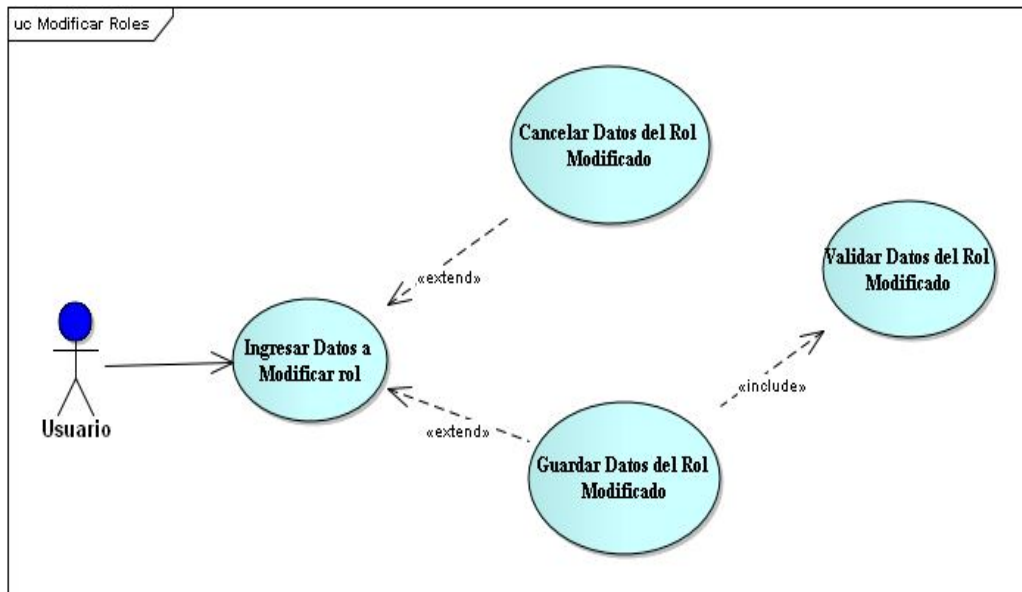 uc Modificar Roles
Cancelar Datos del Rol
Modificado
Validar Datos del Rol
Modificado
«extend»
Ingresar Datos a
Modificar rol
«include»
Usuario
«extend»
Guardar Datos del Rol
Modificado